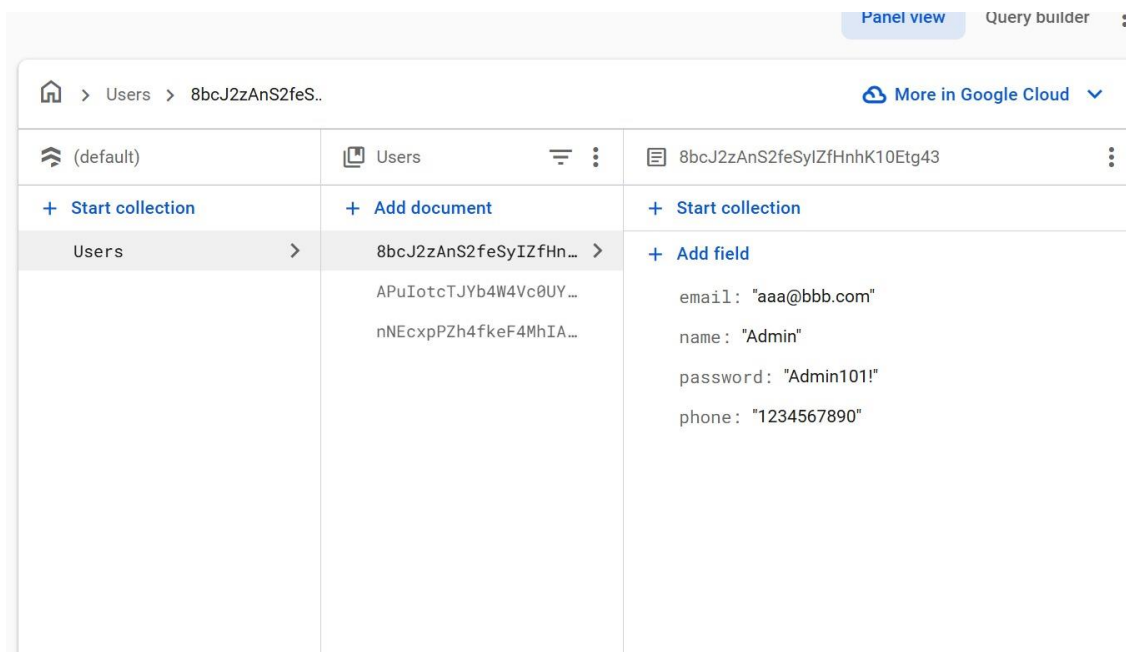 Panel view Query builder
Users 8bcJ2zAnS2feS..
More in Google Cloud
(default)
Users
8bcJ2zAnS2feSyIZfHnhK10Etg43
+ Start collection
+ Add document
+ Start collection
Users
8bcJ2zAnS2feSyIZfHn…
APuIotcTJYb4W4Vc0UY…
nNEcxpPZh4fkeF4MhIA…
+ Add field
email: "aaa@bbb.com"
name: "Admin"
password: "Admin101!"
phone: "1234567890"